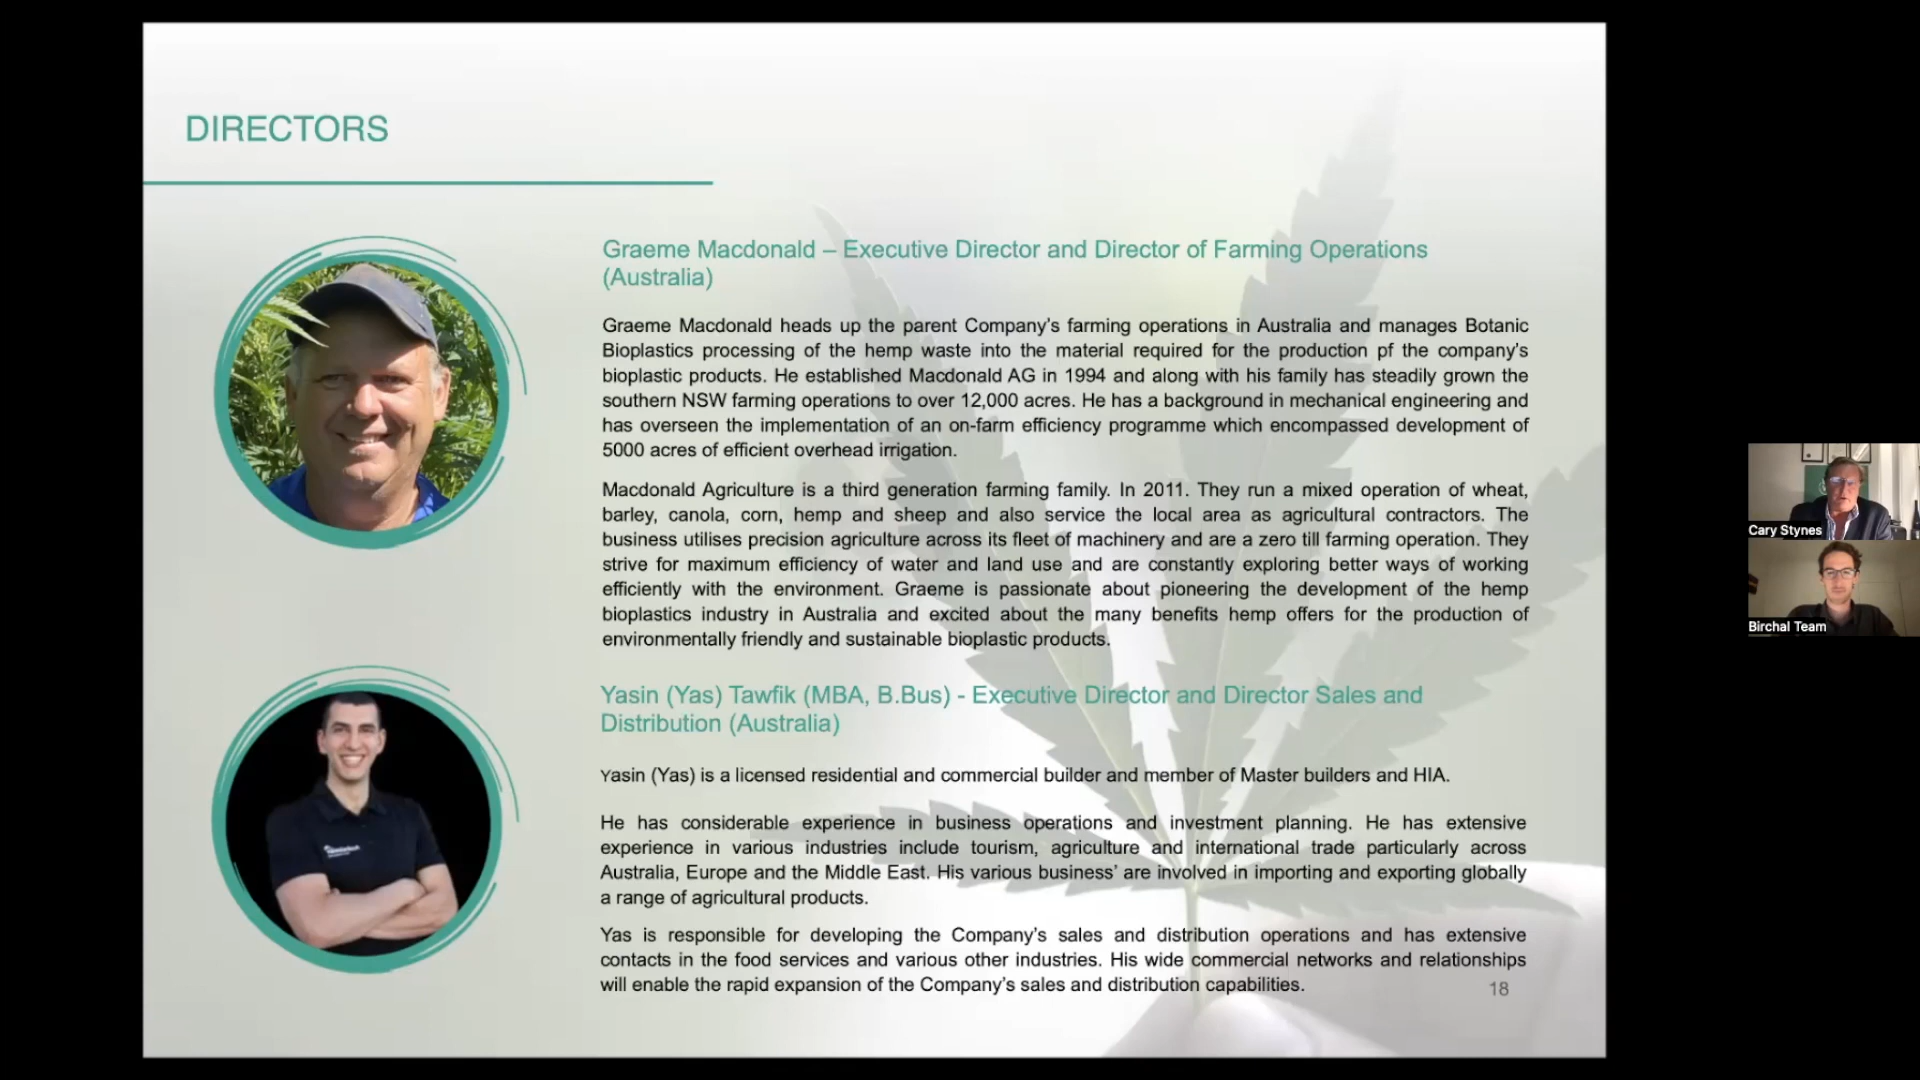 DIRECTORS
Graeme Macdonald – Executive Director and Director of Farming Operations
(Australia)
Graeme Macdonald heads up the parent Company's farming operations in Australia and manages Botanic
Bioplastics processing of the hemp waste into the material required for the production pf the company's
bioplastic products. He established Macdonald AG in 1994 and along with his family has steadily grown the
southern NSW farming operations to over 12,000 acres. He has a background in mechanical engineering and
has overseen the implementation of an on-farm efficiency programme which encompassed development of
5000 acres of efficient overhead irrigation.
Macdonald Agriculture is a third generation farming family. In 2011. They run a mixed operation of wheat,
barley, canola, corn, hemp and sheep and also service the local area as agricultural contractors. The
business utilises precision agriculture across its fleet of machinery and are a zero till farming operation. They
strive for maximum efficiency of water and land use and are constantly exploring better ways of working
efficiently with the environment. Graeme is passionate about pioneering the development of the hemp
bioplastics industry in Australia and excited about the many benefits hemp offers for the production of
environmentally friendly and sustainable bioplastic products.
Yasin (Yas) Tawfik (MBA, B.Bus) - Executive Director and Director Sales and
Distribution (Australia)
Yasin (Yas) is a licensed residential and commercial builder and member of Master builders and HIA.
He has considerable experience in business operations and investment planning. He has extensive
experience in various industries include tourism, agriculture and international trade particularly across
Australia, Europe and the Middle East. His various business' are involved in importing and exporting globally
a range of agricultural products.
Yas is responsible for developing the Company's sales and distribution operations and has extensive
contacts in the food services and various other industries. His wide commercial networks and relationships
will enable the rapid expansion of the Company's sales and distribution capabilities.
18
Cary Stynes
Birchal Team